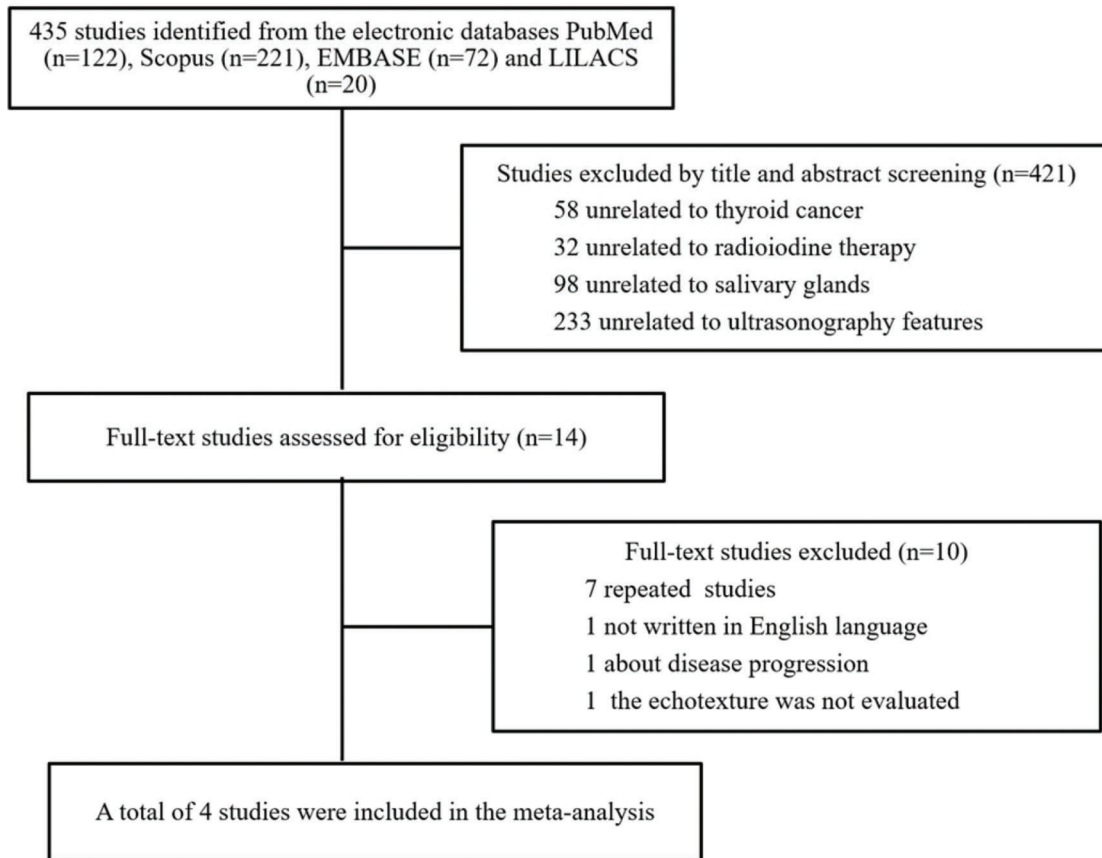 435 studies identified from the electronic databases PubMed
(n=122), Scopus (n=221), EMBASE (n=72) and LILACS
(n=20)
Studies excluded by title and abstract screening (n=421)
58 unrelated to thyroid cancer
32 unrelated to radioiodine therapy
98 unrelated to salivary glands
233 unrelated to ultrasonography features
Full-text studies assessed for eligibility (n=14)
Full-text studies excluded (n=10)
7 repeated studies
1 not written in English language
1 about disease progression
1 the echotexture was not evaluated
A total of 4 studies were included in the meta-analysis